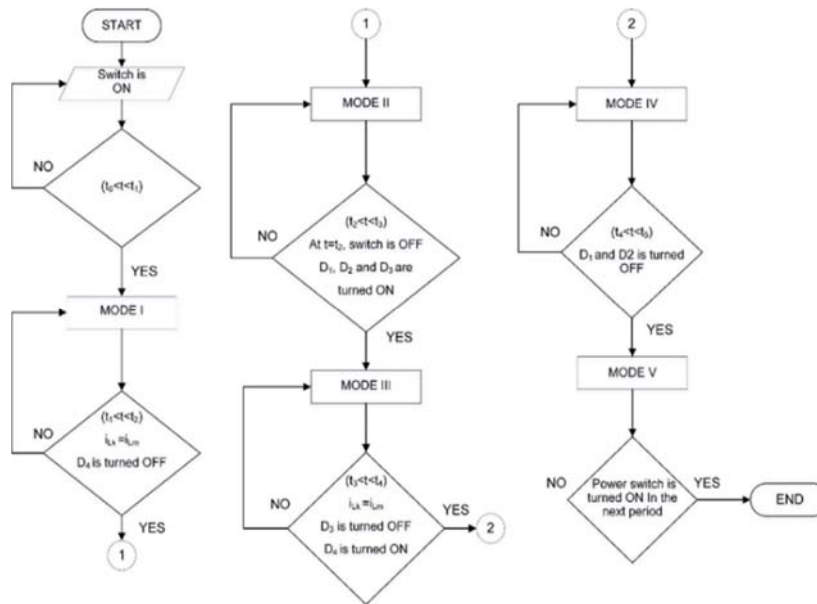 START
Switch is
ON
NO
(t₀<t<t₁)
YES
MODE I
NO
(t₁<t<t₂)
iLk =iLm
D₄ is turned OFF
YES
1
1
MODE II
NO
(t₂<t<t₃)
At t=t₂, switch is OFF
D₁, D₂ and D₃ are
turned ON
YES
MODE III
NO
(t₃<t<t₄)
iLk =iLm
D₃ is turned OFF
D₄ is turned ON
YES
2
2
MODE IV
NO
D₁ and D2 is turned
OFF
YES
MODE V
NO
Power switch is
turned ON In the
next period
YES
END